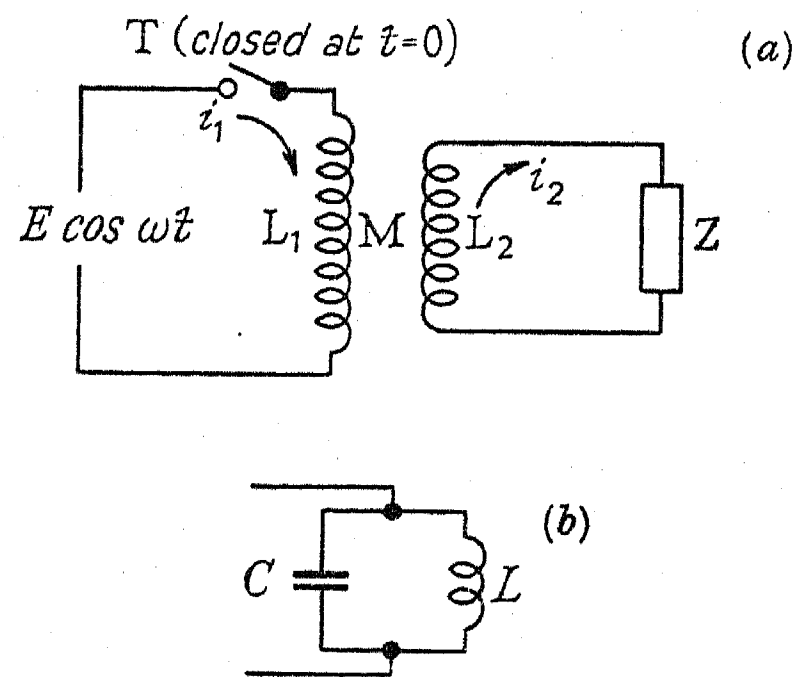 T (closed at t=0)
(a)
i₁
E cos ωt
L₁
M
L₂
i₂
Z
(b)
C
L